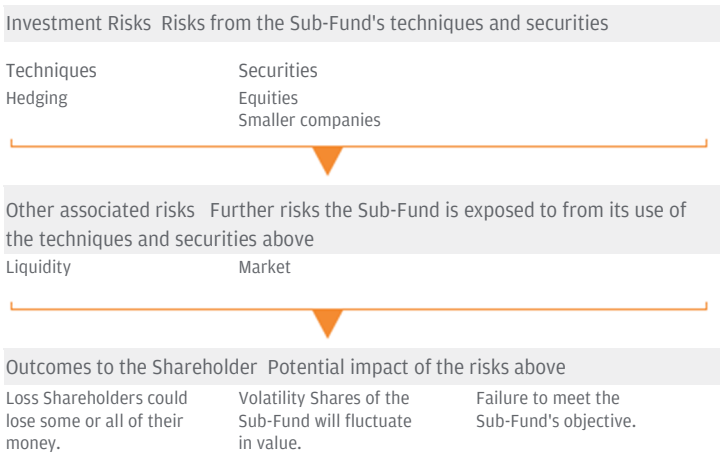 Investment Risks Risks from the Sub-Fund's techniques and securities
Techniques Securities
Hedging Equities
Smaller companies
Other associated risks Further risks the Sub-Fund is exposed to from its use of
the techniques and securities above
Liquidity Market
Outcomes to the Shareholder Potential impact of the risks above
Loss Shareholders could Volatility Shares of the Failure to meet the
lose some or all of their Sub-Fund will fluctuate Sub-Fund's objective.
money. in value.